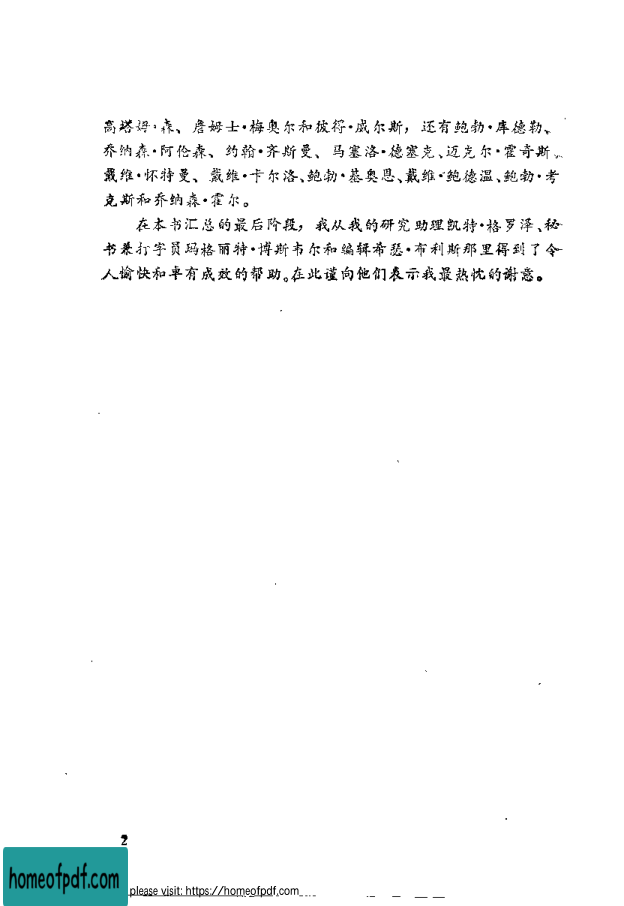 高塔姆·森、詹姆士·梅奥尔和彼得·威尔斯，还有鲍勃·库德勒、
乔纳森·阿伦森、约翰·齐斯曼、马塞洛·德塞克、迈克尔·霍奇斯、
戴维·怀特曼、戴维·卡尔洛、鲍勃·基奥恩、戴维·鲍德温、鲍勃·考
克斯和乔纳森·霍尔。
在本书汇总的最后阶段，我从我的研究助理凯特·格罗泽、秘
书兼打字员玛格丽特·博斯韦尔和编辑希瑟·布利斯那里得到了令
人愉快和卓有成效的帮助。在此谨向他们表示我最热忱的谢意。
2
homeofpdf.com
please visit: https://homeofpdf.com